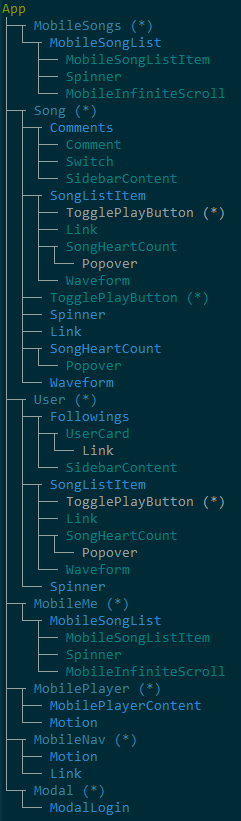 App
MobileSongs (*)
MobileSongList
MobileSongListItem
Spinner
MobileInfiniteScroll
Song (*)
Comments
Comment
Switch
SidebarContent
SongListItem
TogglePlayButton (*)
Link
SongHeartCount
Popover
Waveform
TogglePlayButton (*)
Spinner
Link
SongHeartCount
Popover
Waveform
User (*)
Followings
UserCard
Link
SidebarContent
SongListItem
TogglePlayButton (*)
Link
SongHeartCount
Popover
Waveform
Spinner
MobileMe (*)
MobileSongList
MobileSongListItem
Spinner
MobileInfiniteScroll
MobilePlayer (*)
MobilePlayerContent
Motion
MobileNav (*)
Motion
Link
Modal (*)
ModalLogin